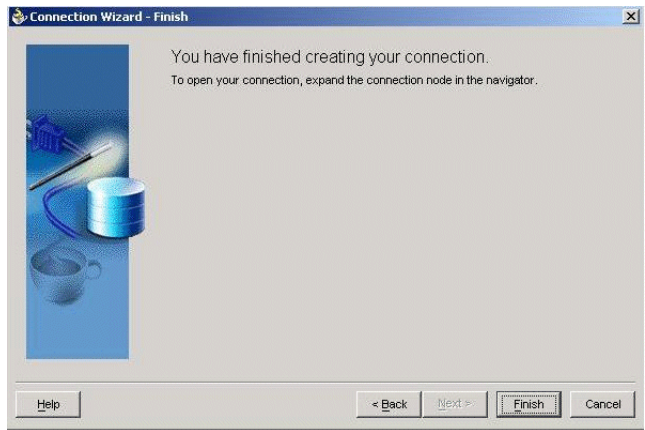 Connection Wizard - Finish
You have finished creating your connection.
To open your connection, expand the connection node in the navigator.
Help
< Back
Next >
Finish
Cancel